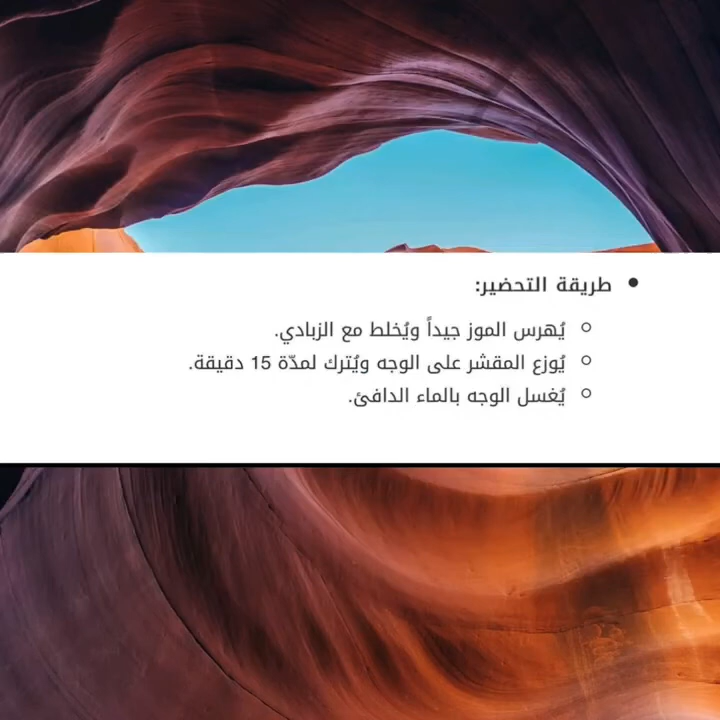 • طريقة التحضير:
○ يُهرس الموز جيداً ويُخلط مع الزبادي.
○ يُوزع المقشر على الوجه ويُترك لمدّة 15 دقيقة.
○ يُغسل الوجه بالماء الدافئ.